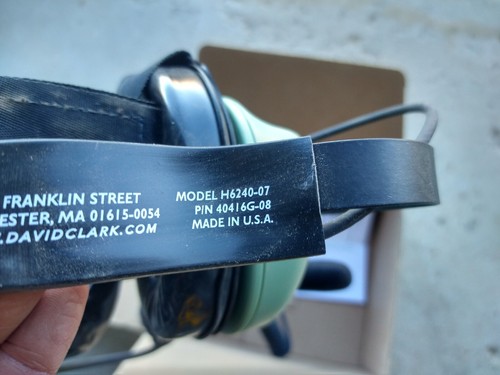 FRANKLIN STREET
ESTER, MA 01615-0054
.DAVIDCLARK.COM
MODEL H6240-07
P/N 40416G-08
MADE IN U.S.A.